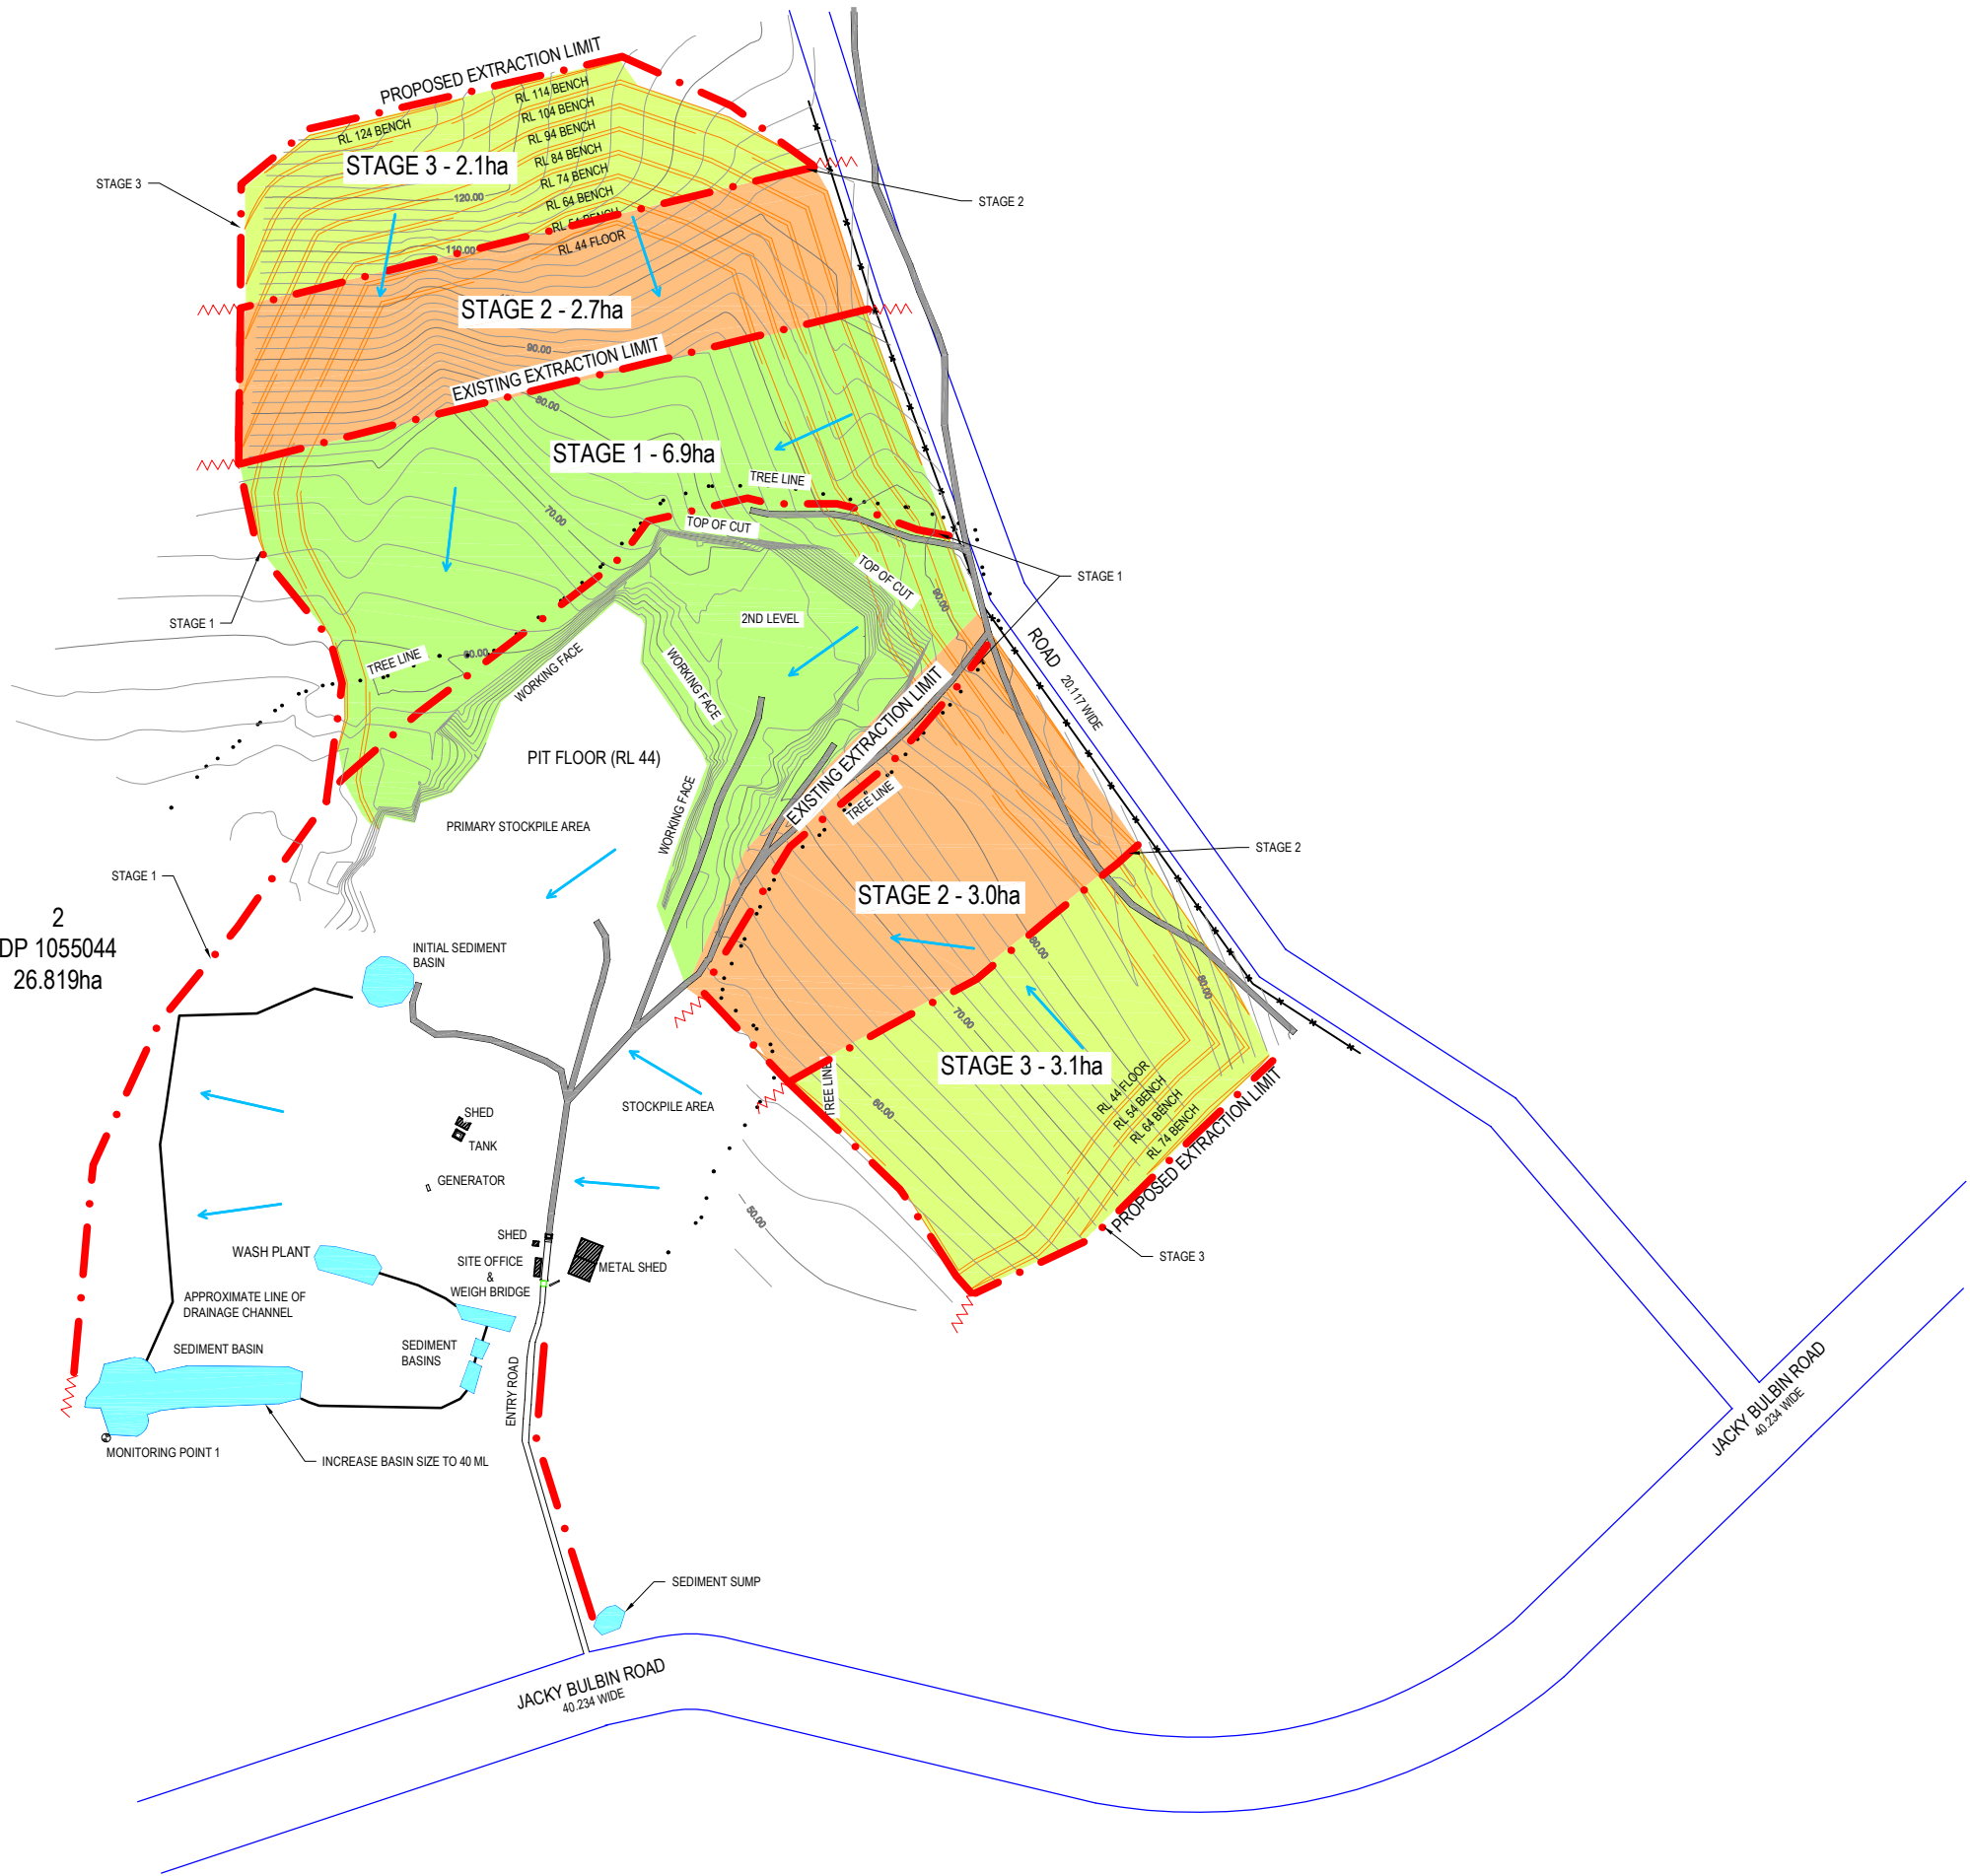 PROPOSED EXTRACTION LIMIT
RL 114 BENCH
RL 104 BENCH
RL 124 BENCH
RL 94 BENCH
STAGE 3 - 2.1ha
RL 84 BENCH
RL 74 BENCH
STAGE 3
120.00
RL 64 BENCH
STAGE 2
RL 54 BENCH
RL 44 FLOOR
110.00
STAGE 2 - 2.7ha
90.00
EXISTING EXTRACTION LIMIT
80.00
STAGE 1 - 6.9ha
TREE LINE
70.00
TOP OF CUT
TOP OF CUT
STAGE 1
90.00
2ND LEVEL
STAGE 1
ROAD
20.117 WIDE
TREE LINE
60.00
WORKING FACE
WORKING FACE
EXISTING EXTRACTION LIMIT
PIT FLOOR (RL 44)
TREE LINE
WORKING FACE
PRIMARY STOCKPILE AREA
STAGE 2
STAGE 1
STAGE 2 - 3.0ha
2
DP 1055044
26.819ha
INITIAL SEDIMENT
BASIN
80.00
80.00
70.00
STAGE 3 - 3.1ha
RL 44 FLOOR
RL 54 BENCH
RL 64 BENCH
RL 74 BENCH
PROPOSED EXTRACTION LIMIT
TREE LINE
60.00
STOCKPILE AREA
SHED
TANK
GENERATOR
50.00
SHED
WASH PLANT
SITE OFFICE
&
WEIGH BRIDGE
METAL SHED
STAGE 3
APPROXIMATE LINE OF
DRAINAGE CHANNEL
SEDIMENT BASIN
SEDIMENT
BASINS
ENTRY ROAD
JACKY BULBIN ROAD
40.234 WIDE
MONITORING POINT 1
INCREASE BASIN SIZE TO 40 ML
SEDIMENT SUMP
JACKY BULBIN ROAD
40.234 WIDE